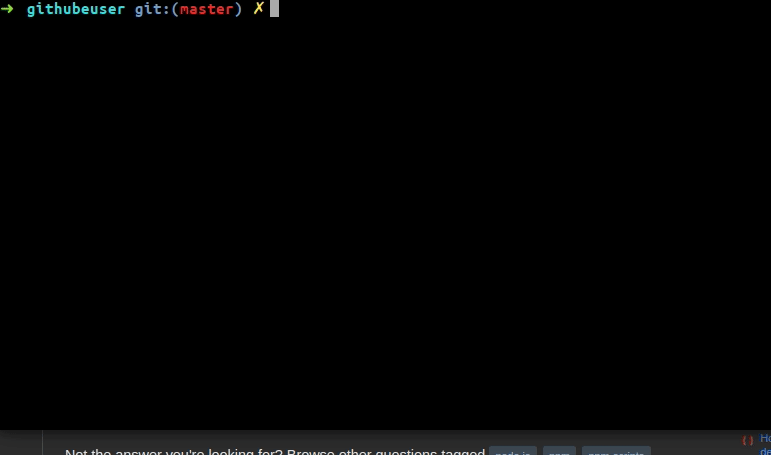 ➜ githubeuser git:(master) ✗
Not the answer you're looking for? Browse other questions tagged node.js npm npm-scripts
Ho
de